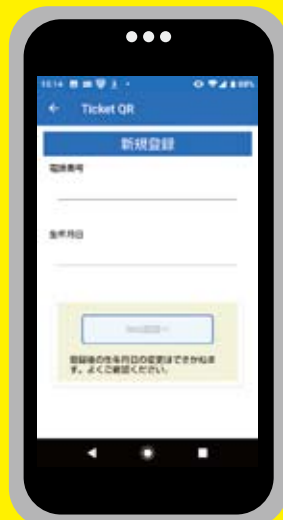 Ticket QR
新規登録
電話番号
生年月日
登録後の生年月日の変更はできかねま
す。よくご確認ください。